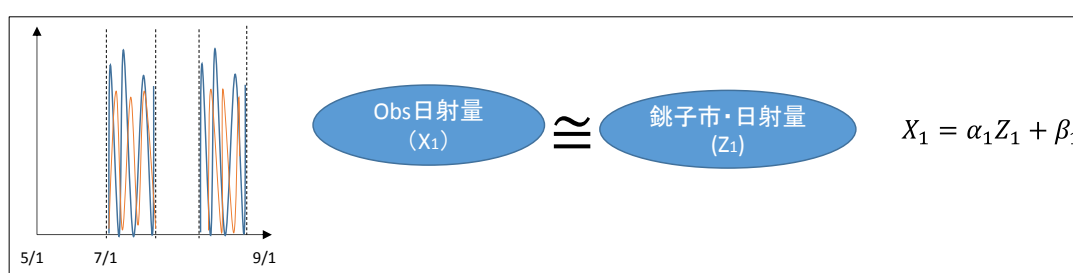 Obs日射量
（X1）
≅
銚子市・日射量
(Z1)
X₁ = α₁Z₁ + β₁
5/1
7/1
9/1